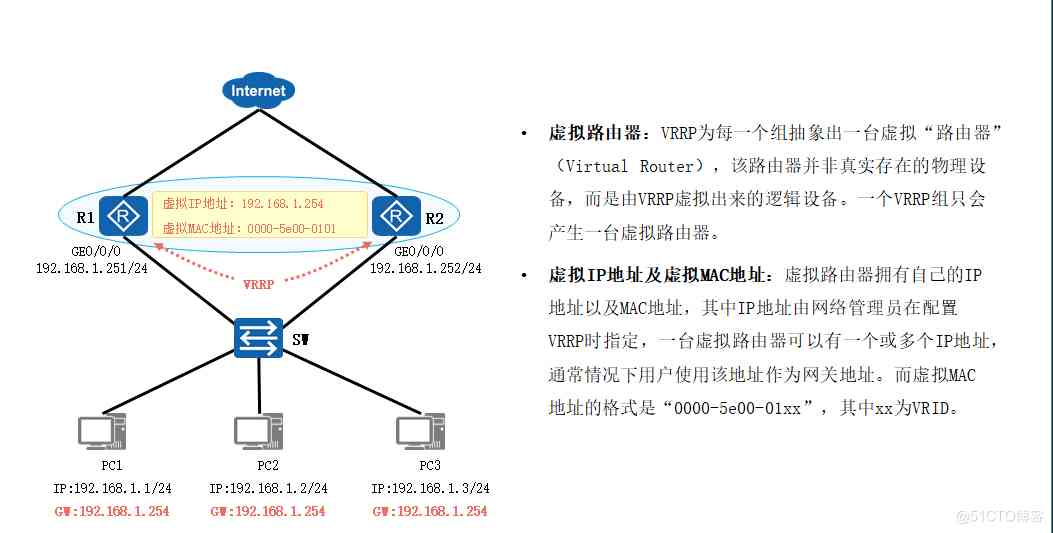 Internet
R1
虚拟IP地址：192.168.1.254
虚拟MAC地址：0000-5e00-0101
R2
GE0/0/0
192.168.1.251/24
GE0/0/0
192.168.1.252/24
VRRP
SW
PC1
PC2
PC3
IP:192.168.1.1/24
IP:192.168.1.2/24
IP:192.168.1.3/24
GW:192.168.1.254
GW:192.168.1.254
GW:192.168.1.254
• 虚拟路由器：VRRP为每一个组抽象出一台虚拟“路由器”
（Virtual Router），该路由器并非真实存在的物理设
备，而是由VRRP虚拟出来的逻辑设备。一个VRRP组只会
产生一台虚拟路由器。
• 虚拟IP地址及虚拟MAC地址：虚拟路由器拥有自己的IP
地址以及MAC地址，其中IP地址由网络管理员在配置
VRRP时指定，一台虚拟路由器可以有一个或多个IP地址，
通常情况下用户使用该地址作为网关地址。而虚拟MAC
地址的格式是“0000-5e00-01xx”，其中xx为VRID。
@51CTO博客